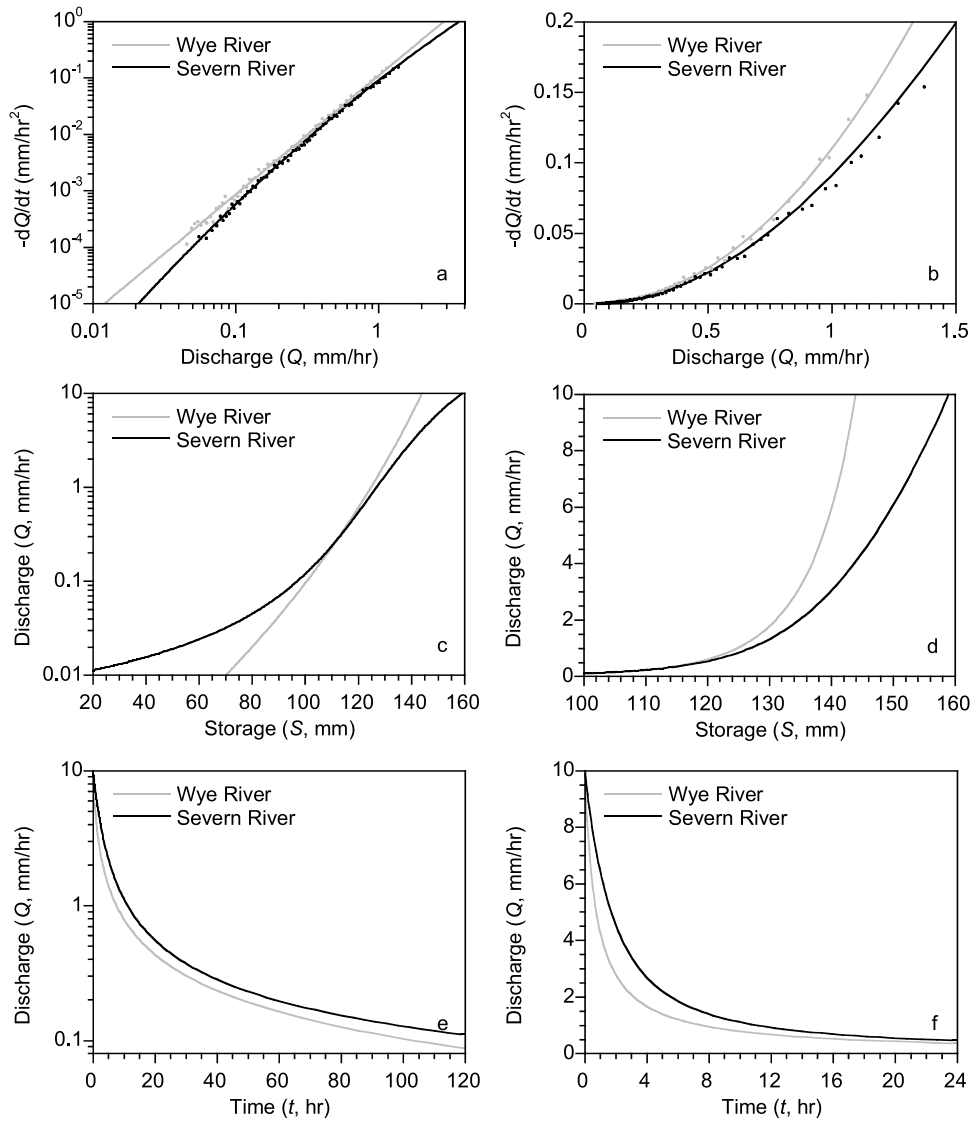 10⁰
10⁻¹
10⁻²
10⁻³
10⁻⁴
10⁻⁵
-dQ/dt (mm/hr²)
Wye River
Severn River
a
0.01 0.1 1
Discharge (Q, mm/hr)
0.2
0.15
0.1
0.05
0
-dQ/dt (mm/hr²)
Wye River
Severn River
b
0 0.5 1 1.5
Discharge (Q, mm/hr)
10
1
0.1
0.01
Discharge (Q, mm/hr)
Wye River
Severn River
c
20 40 60 80 100 120 140 160
Storage (S, mm)
10
8
6
4
2
0
Discharge (Q, mm/hr)
Wye River
Severn River
d
100 110 120 130 140 150 160
Storage (S, mm)
10
1
0.1
Discharge (Q, mm/hr)
Wye River
Severn River
e
0 20 40 60 80 100 120
Time (t, hr)
10
8
6
4
2
0
Discharge (Q, mm/hr)
Wye River
Severn River
f
0 4 8 12 16 20 24
Time (t, hr)